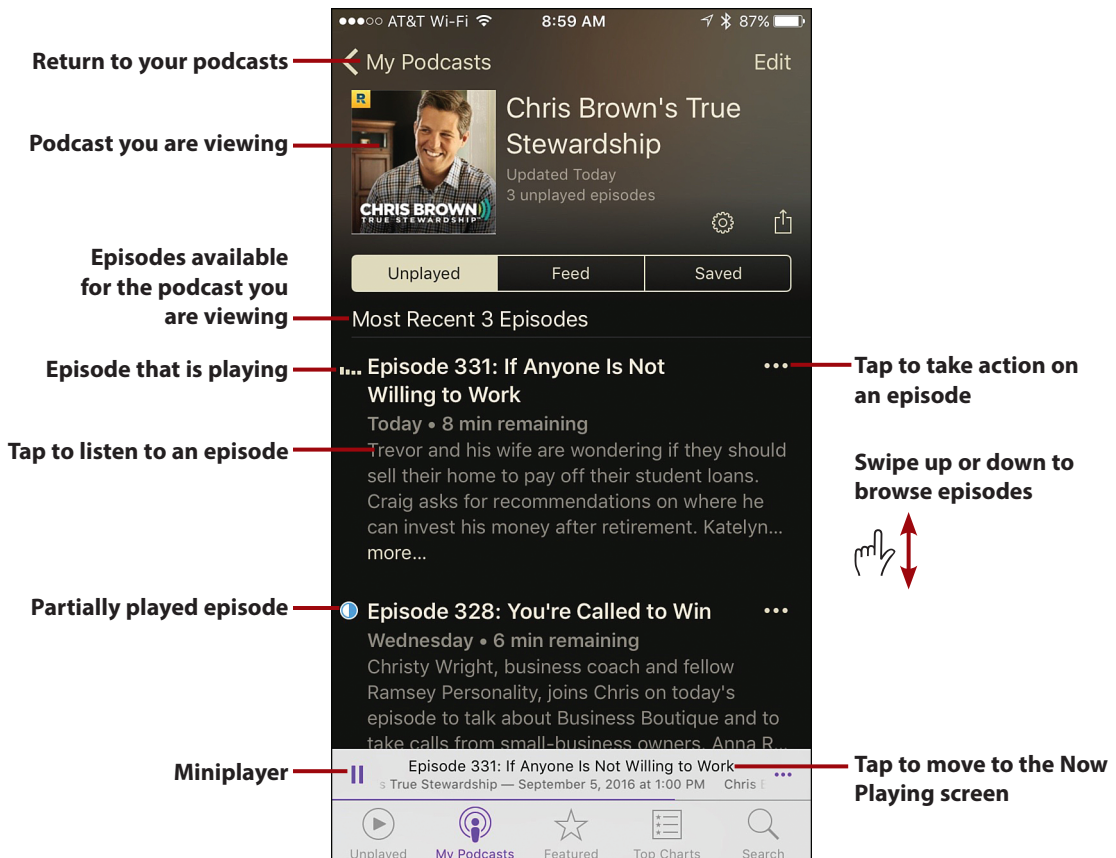 ●●●○○ AT&T Wi-Fi 8:59 AM 87%
Return to your podcasts
My Podcasts Edit
Podcast you are viewing
R
CHRIS BROWN
TRUE STEWARDSHIP
Chris Brown's True
Stewardship
Updated Today
3 unplayed episodes
Unplayed Feed Saved
Episodes available
for the podcast you
are viewing
Most Recent 3 Episodes
Episode that is playing
Episode 331: If Anyone Is Not
Willing to Work
•••
Tap to take action on
an episode
Today • 8 min remaining
Tap to listen to an episode
Trevor and his wife are wondering if they should
sell their home to pay off their student loans.
Craig asks for recommendations on where he
can invest his money after retirement. Katelyn...
more...
Swipe up or down to
browse episodes
Partially played episode
Episode 328: You're Called to Win •••
Wednesday • 6 min remaining
Christy Wright, business coach and fellow
Ramsey Personality, joins Chris on today's
episode to talk about Business Boutique and to
take calls from small-business owners. Anna R...
Miniplayer
Episode 331: If Anyone Is Not Willing to Work
s True Stewardship — September 5, 2016 at 1:00 PM Chris
•••
Tap to move to the Now
Playing screen
Unplayed My Podcasts Featured Top Charts Search